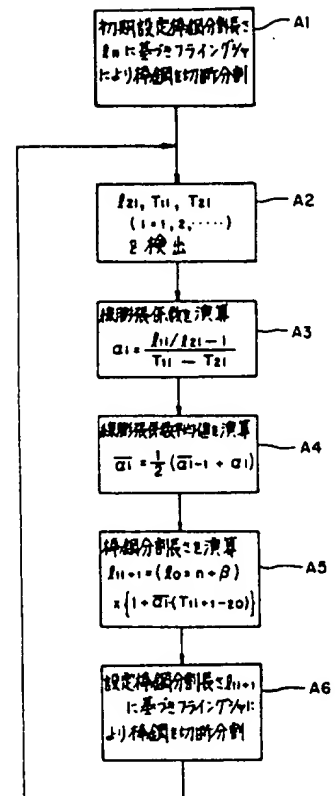 A1
初期設定棒鋼分割長さ
ℓ11に基づきフライングシャ
により棒鋼を切断分割
A2
ℓ2i, T1i, T2i
(i=1, 2, ‥‥‥)
を検出
A3
線膨張係数を演算
αi = (ℓ1i/ℓ2i-1)/(T1i - T2i)
A4
線膨張係数平均値を演算
αi = 1/2 (αi-1 + αi)
A5
棒鋼分割長さを演算
ℓ1i+1 = (ℓ0×n+β)
×{1+αi·(T1i+1-20)}
A6
設定棒鋼分割長さℓ1i+1
に基づきフライングシャに
より棒鋼を切断分割